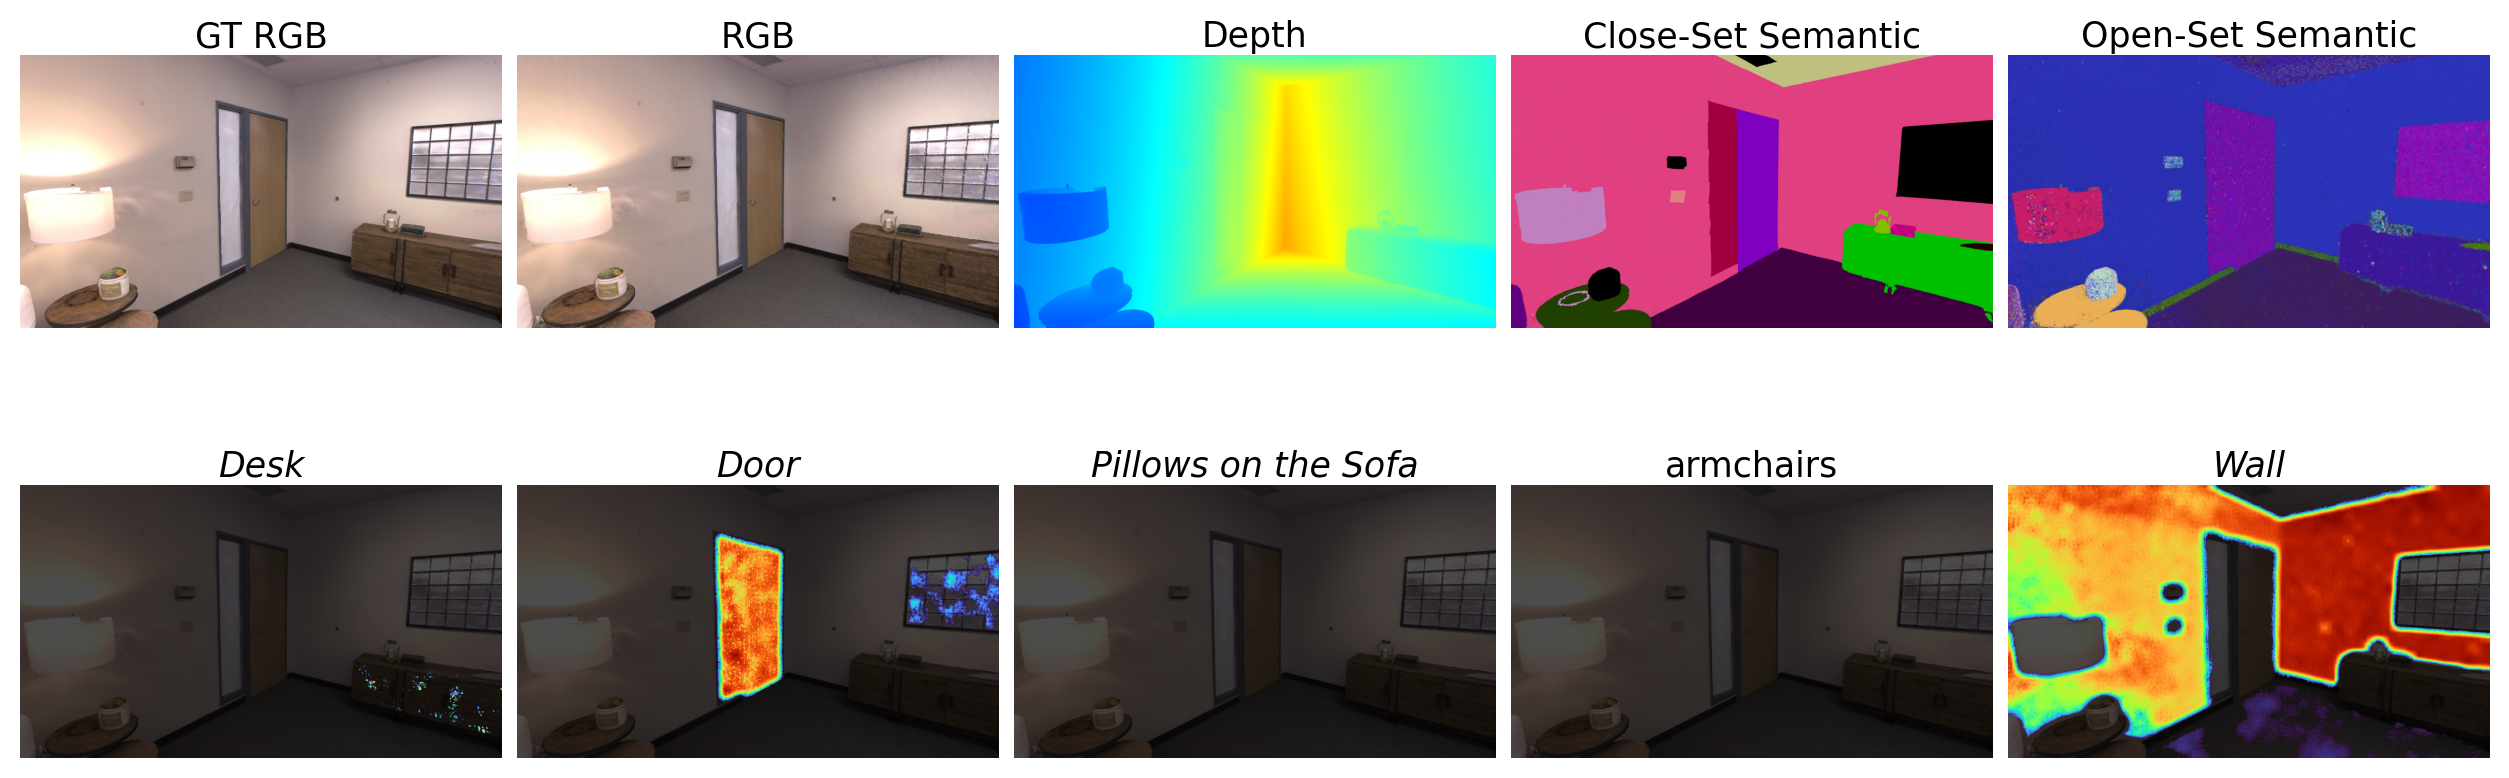 GT RGB
RGB
Depth
Close-Set Semantic
Open-Set Semantic
Desk
Door
Pillows on the Sofa
armchairs
Wall